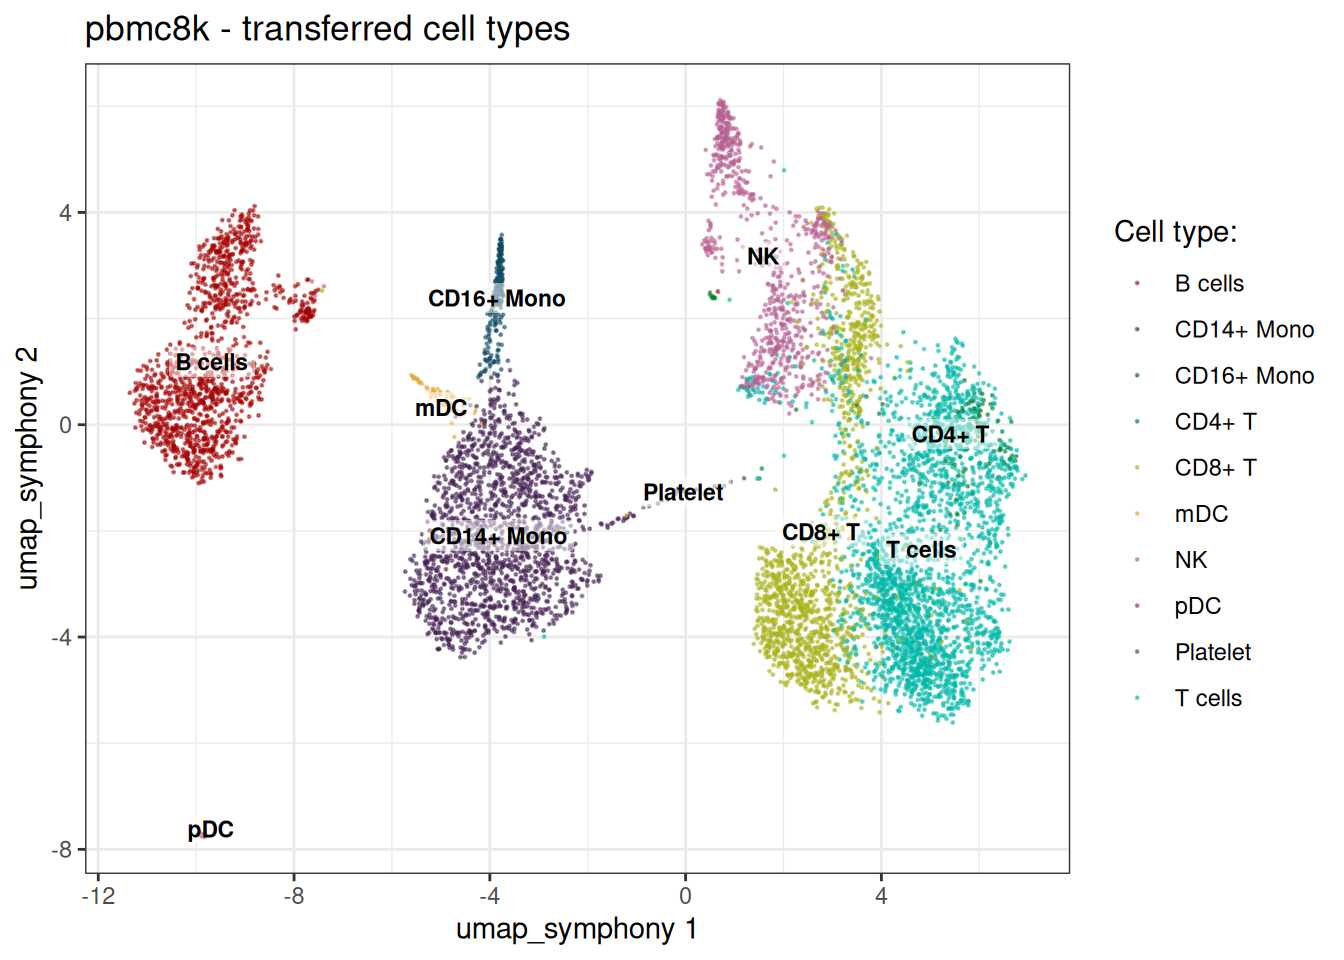 pbmc8k - transferred cell types
umap_symphony 2
4
0
-4
-8
-12
-8
-4
0
4
umap_symphony 1
NK
CD16+ Mono
B cells
mDC
CD4+ T
Platelet
CD8+ T
CD14+ Mono
T cells
pDC
Cell type:
B cells
CD14+ Mono
CD16+ Mono
CD4+ T
CD8+ T
mDC
NK
pDC
Platelet
T cells